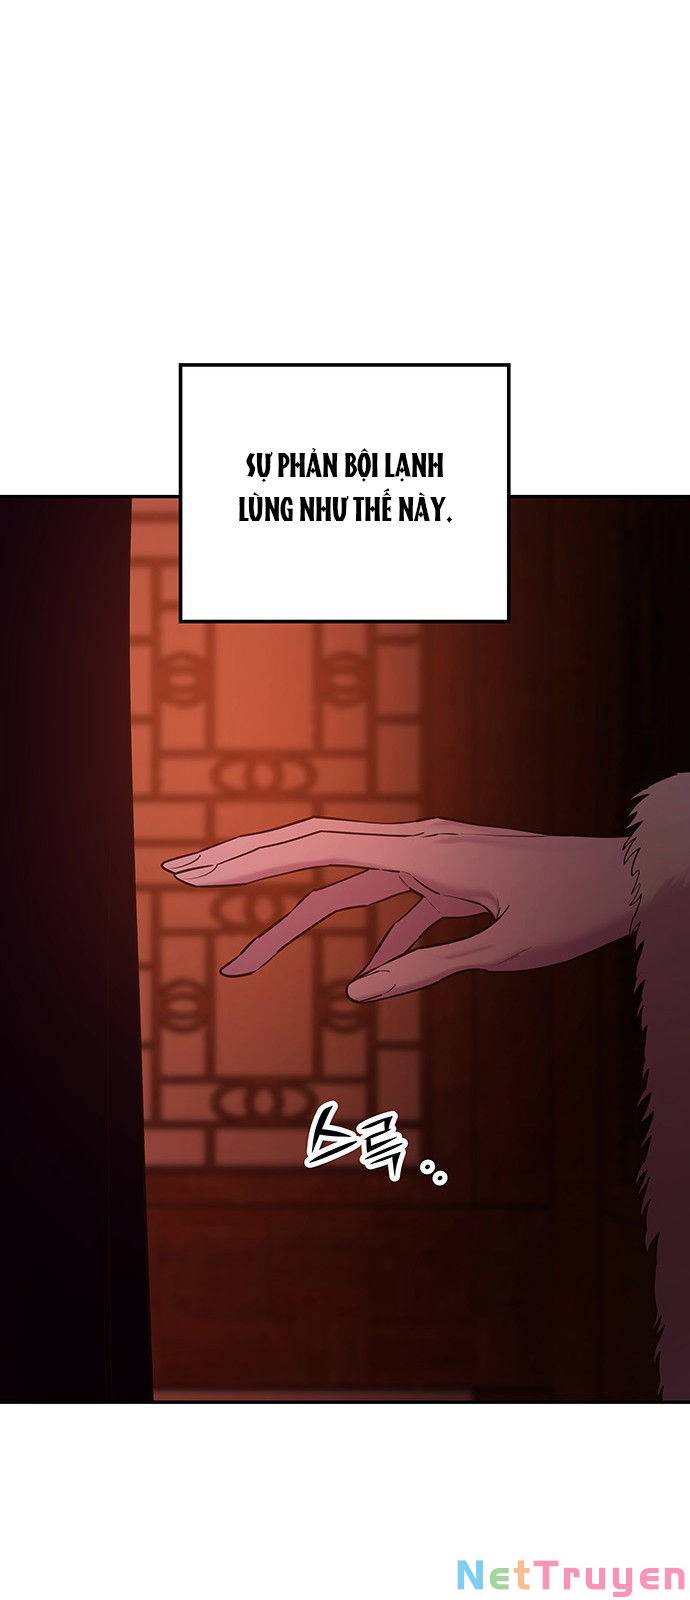 SỰ PHẢN BỘI LẠNH
LÙNG NHƯ THẾ NÀY.
스륵..
NetTruyen